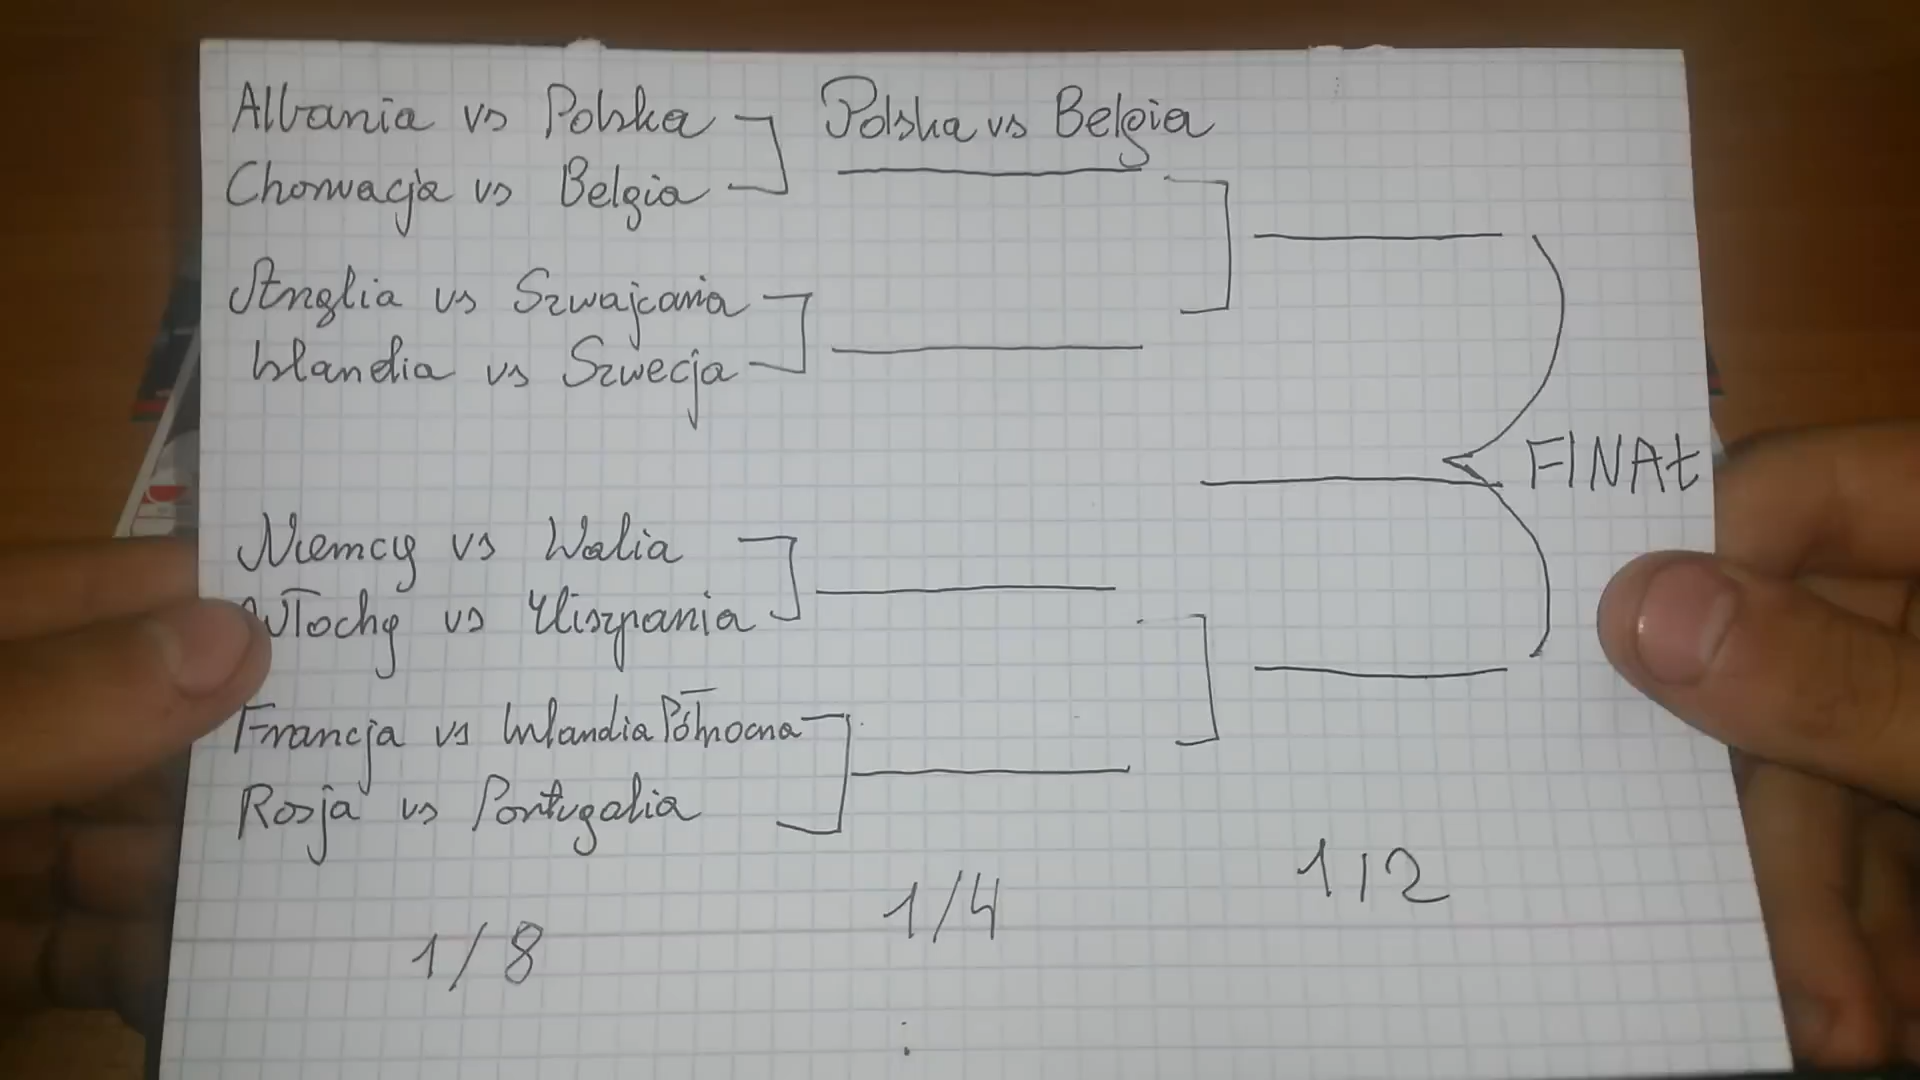 Albania vs Polska
Polska vs Belgia
Chorwacja vs Belgia
Anglia vs Szwajcaria
Islandia vs Szwecja
FINAŁ
Niemcy vs Walia
Włochy vs Hiszpania
Francja vs Irlandia Północna
Rosja vs Portugalia
1/8
1/4
1/2